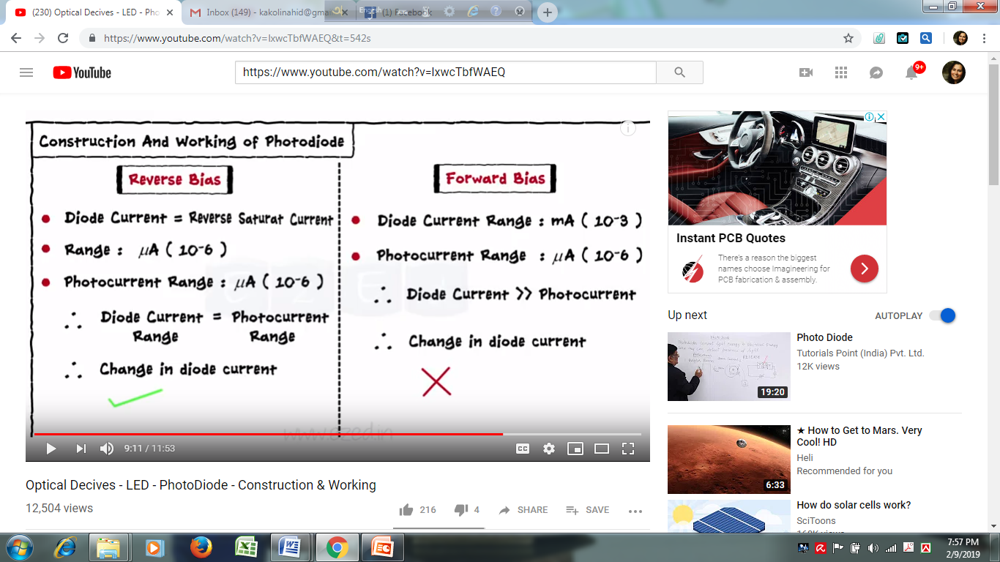 (230) Optical Decives - LED - Pho
Inbox (149) - kakolinahid@gma
English
(1) Facebook
https://www.youtube.com/watch?v=IxwcTbfWAEQ&t=542s
YouTube
https://www.youtube.com/watch?v=IxwcTbfWAEQ
9+
Construction And Working of Photodiode
Reverse Bias
Diode Current = Reverse Saturat Current
Range : μA ( 10-6 )
Photocurrent Range : μA ( 10-6 )
∴ Diode Current = Photocurrent
Range Range
∴ Change in diode current
Forward Bias
Diode Current Range : mA ( 10-3 )
Photocurrent Range : μA ( 10-6 )
∴ Diode Current >> Photocurrent
∴ Change in diode current
www.ezed.in
9:11 / 11:53
CC
Optical Decives - LED - PhotoDiode - Construction & Working
12,504 views
216
4
SHARE
SAVE
Instant PCB Quotes
There's a reason the biggest
names choose Imagineering for
PCB fabrication & assembly.
Up next
AUTOPLAY
19:20
Photo Diode
Tutorials Point (India) Pvt. Ltd.
12K views
6:33
★ How to Get to Mars. Very
Cool! HD
Heli
Recommended for you
How do solar cells work?
SciToons
7:57 PM
2/9/2019